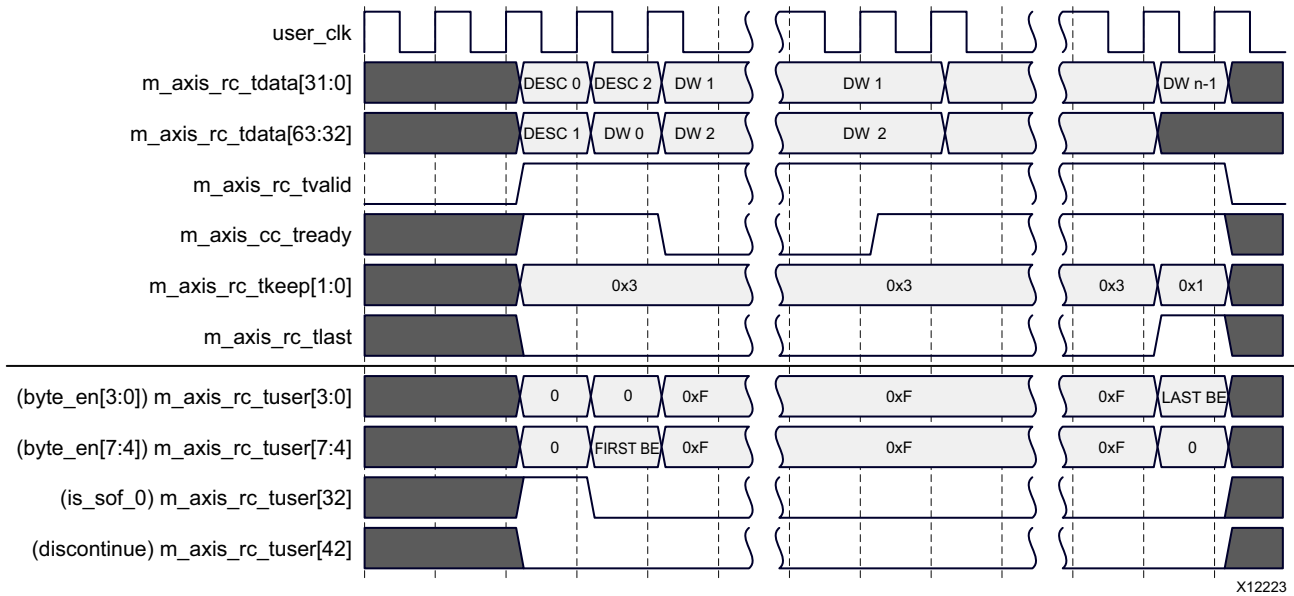 user_clk
m_axis_rc_tdata[31:0] DESC 0 DESC 2 DW 1 DW 1 DW n-1
m_axis_rc_tdata[63:32] DESC 1 DW 0 DW 2 DW 2
m_axis_rc_tvalid
m_axis_cc_tready
m_axis_rc_tkeep[1:0] 0x3 0x3 0x3 0x1
m_axis_rc_tlast
(byte_en[3:0]) m_axis_rc_tuser[3:0] 0 0 0xF 0xF 0xF LAST BE
(byte_en[7:4]) m_axis_rc_tuser[7:4] 0 FIRST BE 0xF 0xF 0xF 0
(is_sof_0) m_axis_rc_tuser[32]
(discontinue) m_axis_rc_tuser[42]
X12223